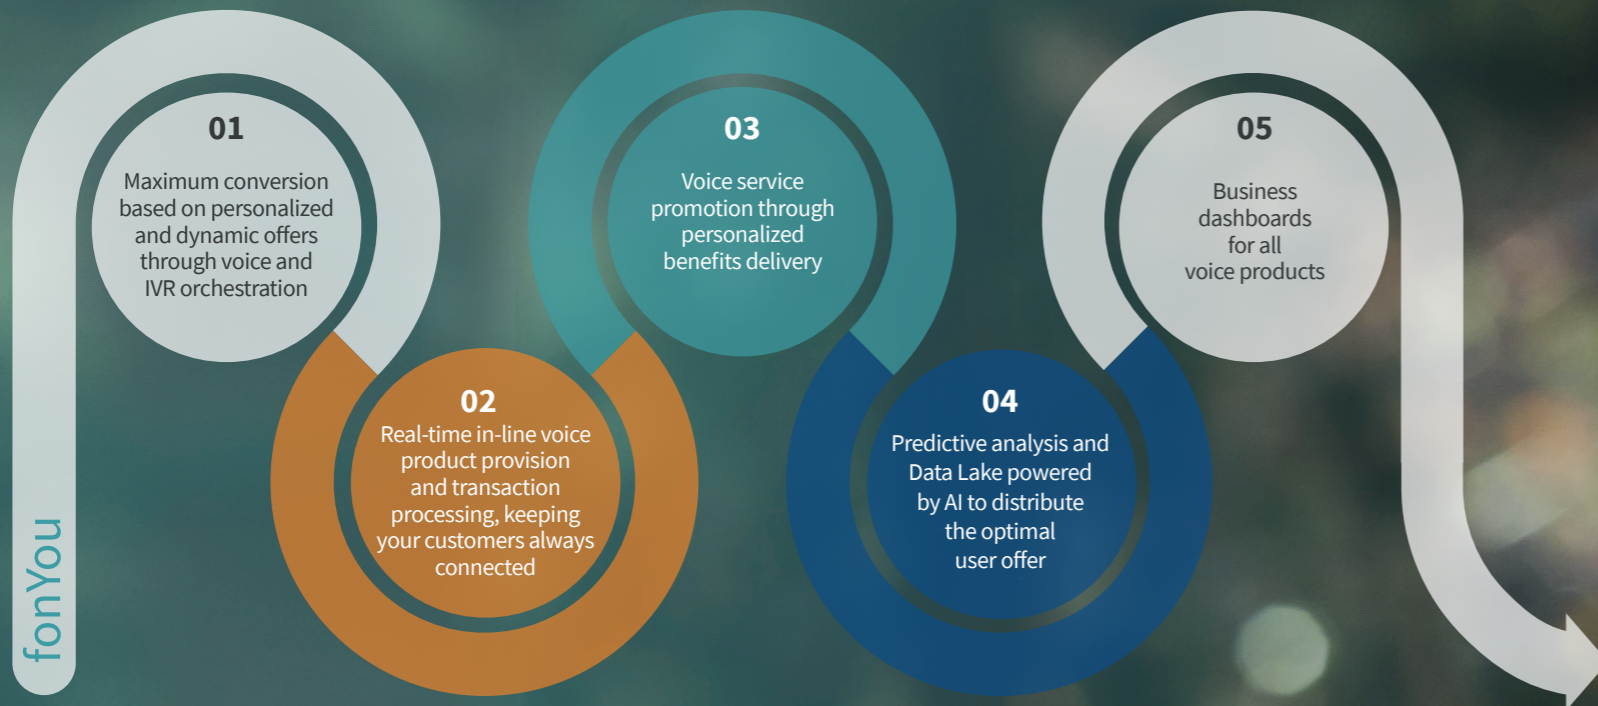 01
Maximum conversion
based on personalized
and dynamic offers
through voice and
IVR orchestration
02
Real-time in-line voice
product provision
and transaction
processing, keeping
your customers always
connected
03
Voice service
promotion through
personalized
benefits delivery
04
Predictive analysis and
Data Lake powered
by AI to distribute
the optimal
user offer
05
Business
dashboards
for all
voice products
fonYou